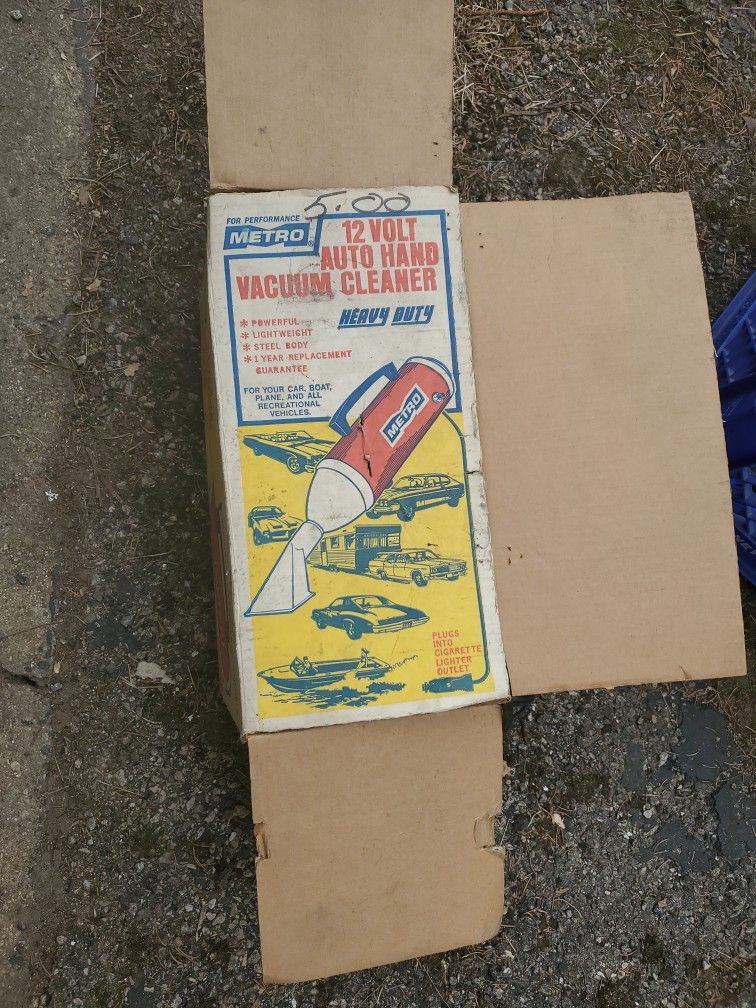 5.00
FOR PERFORMANCE
METRO®
12 VOLT
AUTO HAND
VACUUM CLEANER
HEAVY DUTY
* POWERFUL
* LIGHTWEIGHT
* STEEL BODY
* 1 YEAR REPLACEMENT
GUARANTEE
FOR YOUR CAR, BOAT,
PLANE, AND ALL
RECREATIONAL
VEHICLES.
METRO
PLUGS
INTO
CIGARETTE
LIGHTER
OUTLET